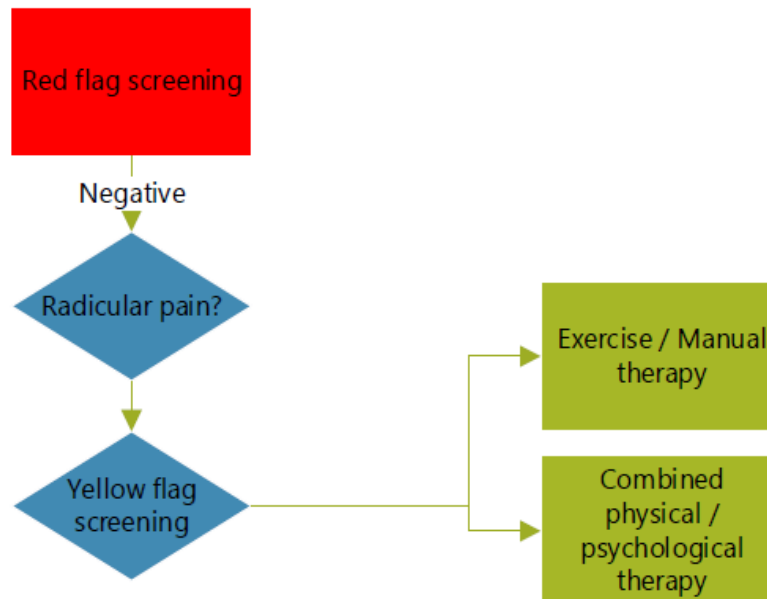 Red flag screening
Negative
Radicular pain?
Yellow flag
screening
Exercise / Manual
therapy
Combined
physical /
psychological
therapy